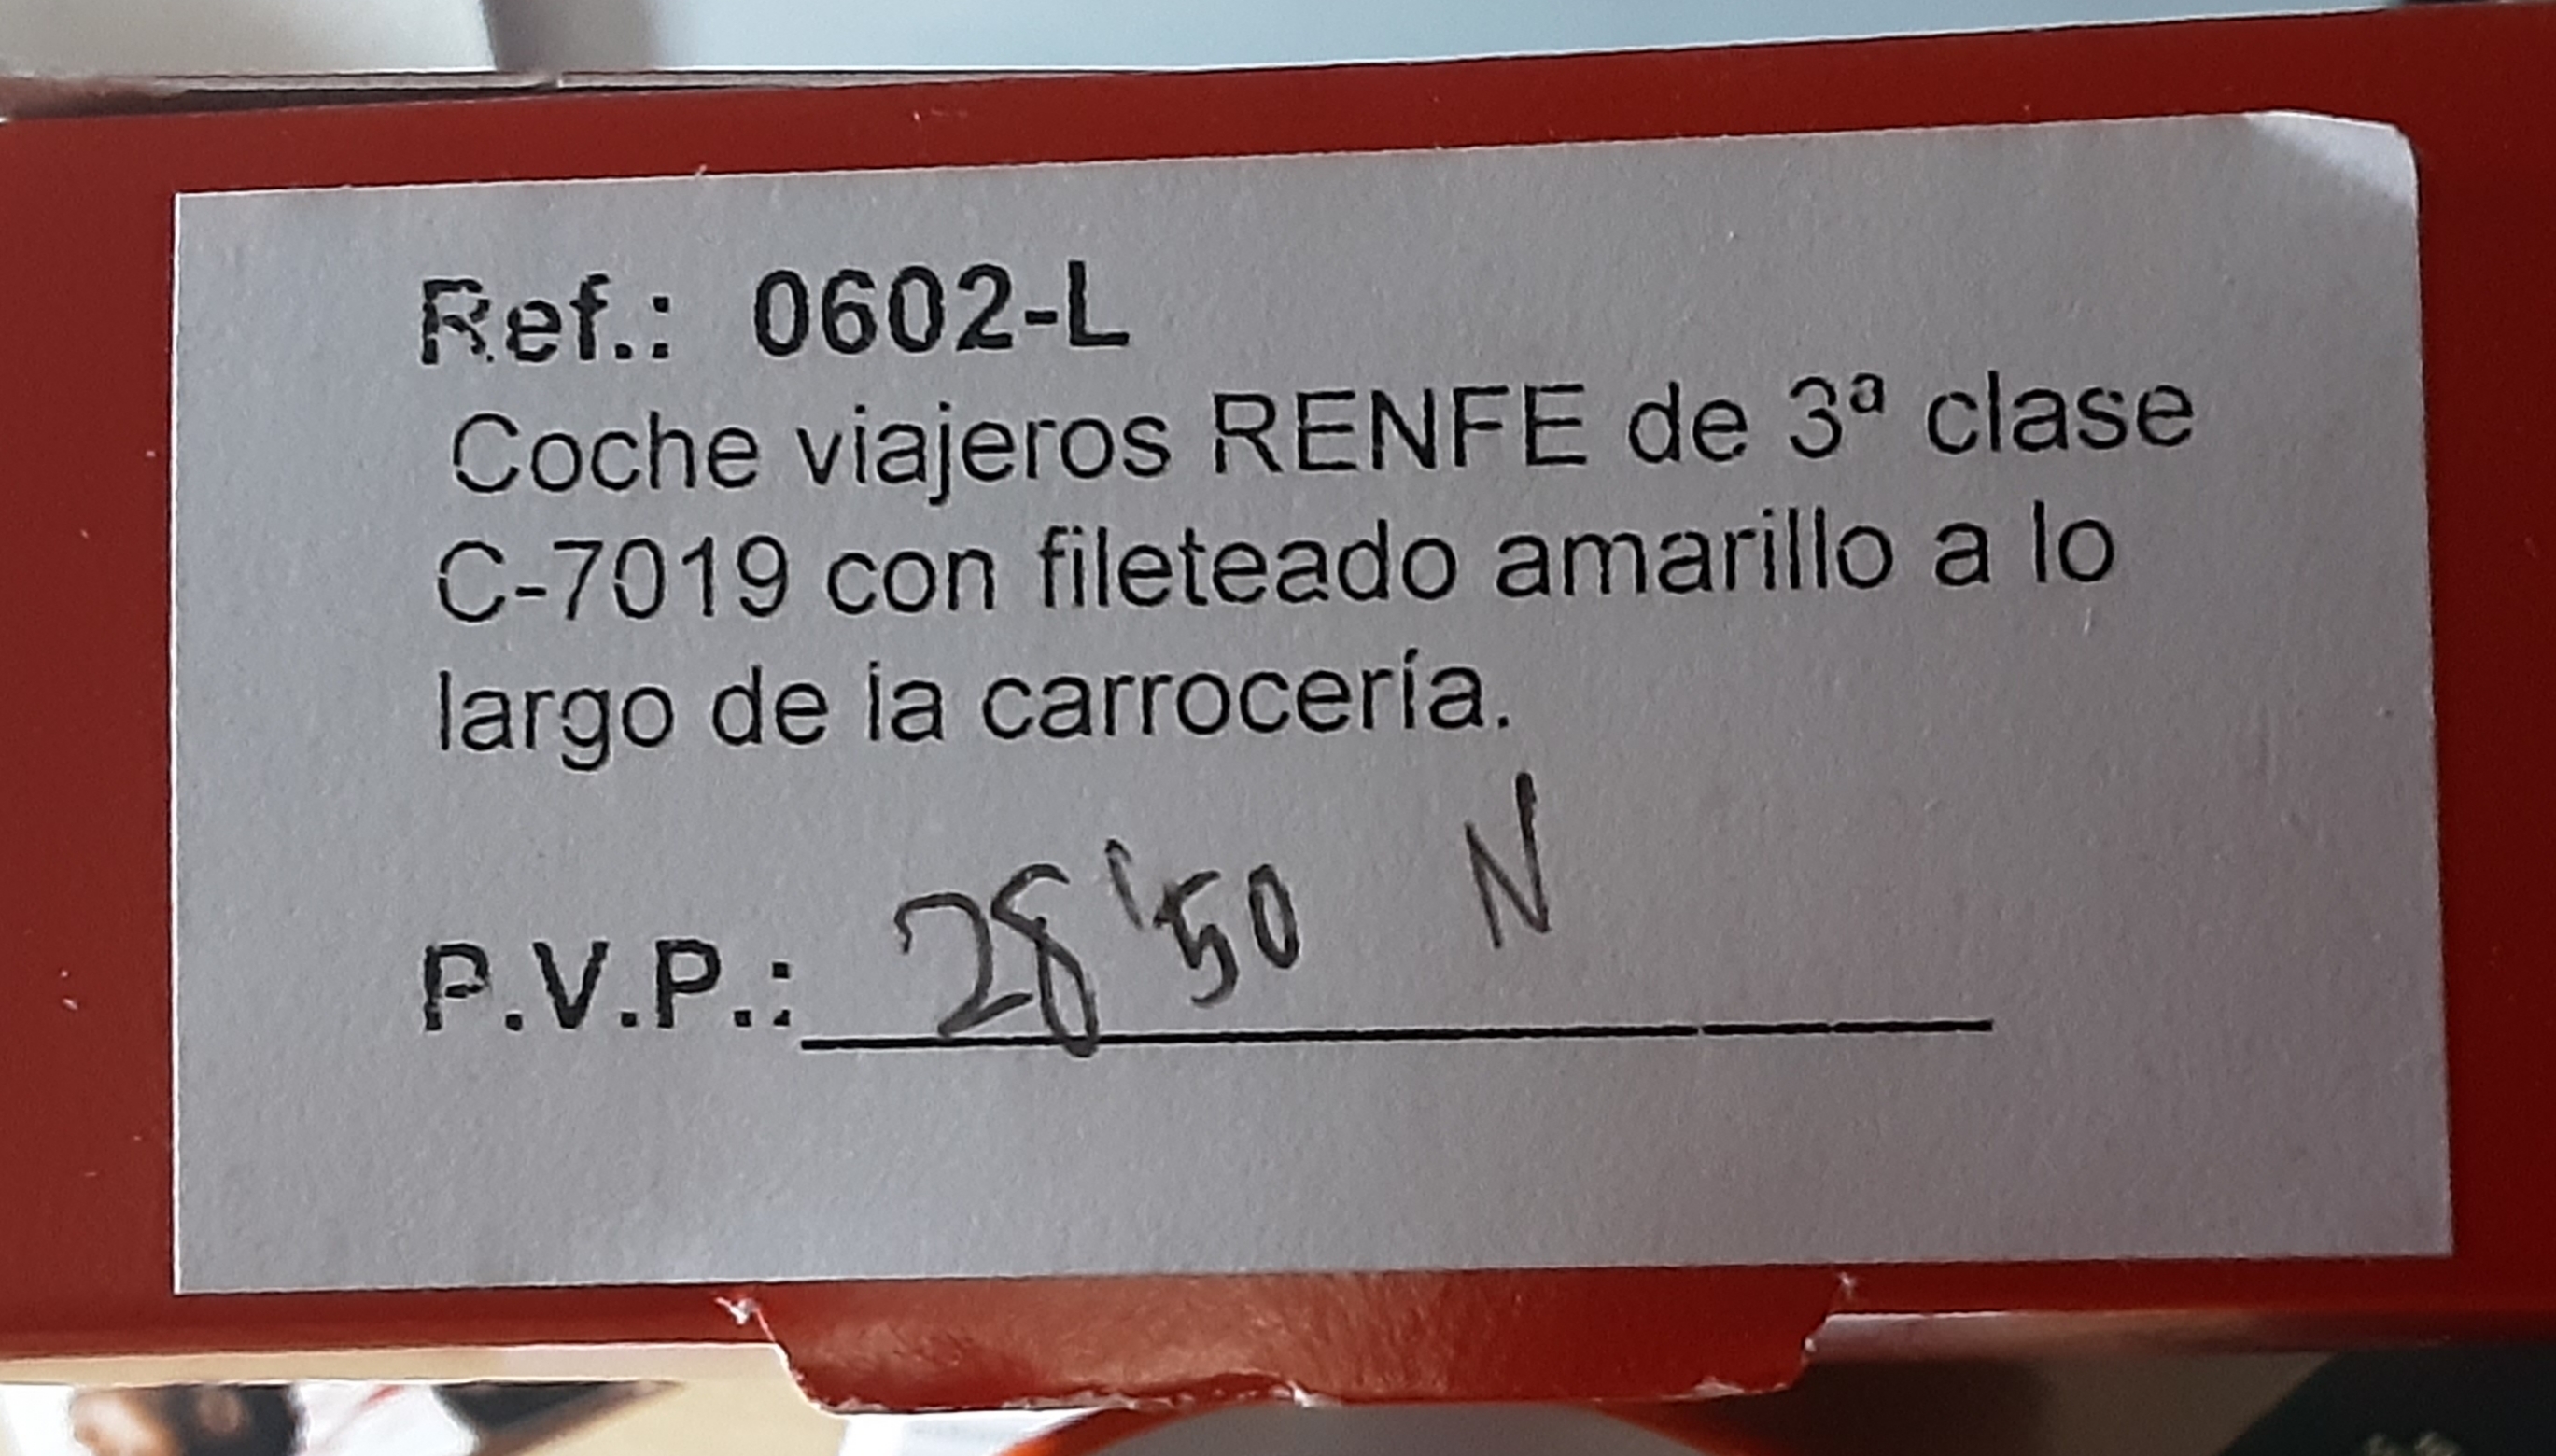 Ref.: 0602-L
Coche viajeros RENFE de 3ª clase
C-7019 con fileteado amarillo a lo
largo de la carrocería.
P.V.P.: 28'50 N